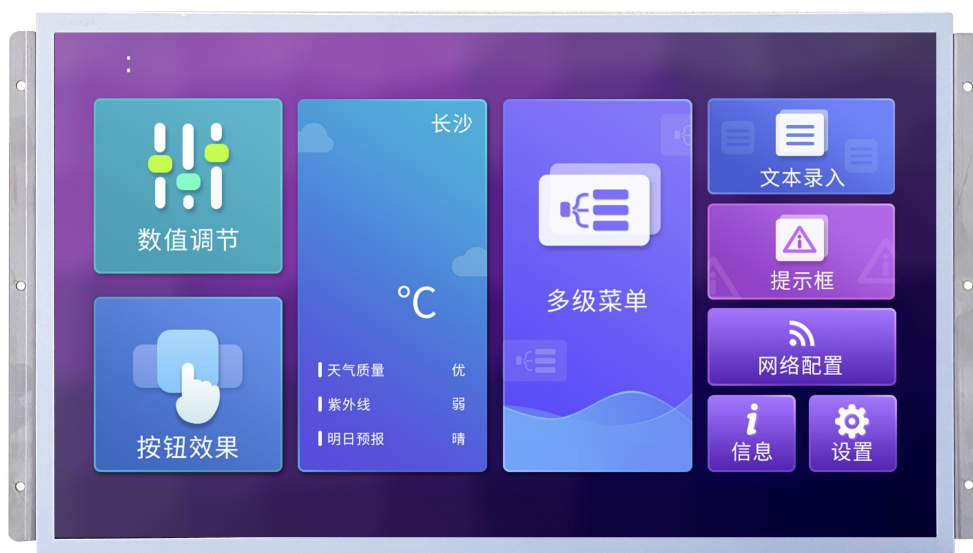 :
数值调节
按钮效果
长沙
℃
天气质量 优
紫外线 弱
明日预报 晴
多级菜单
文本录入
提示框
网络配置
信息
设置